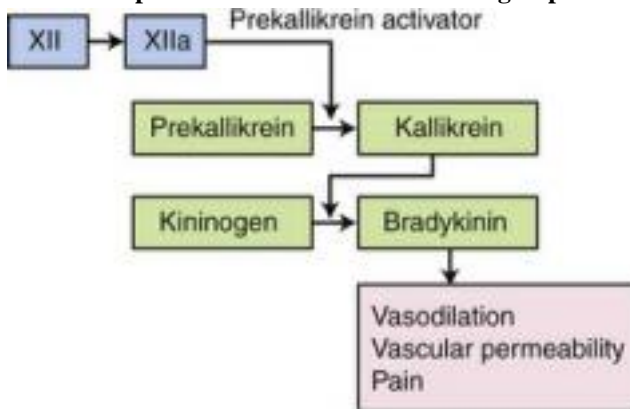 XII
XIIa
Prekallikrein activator
Prekallikrein
Kallikrein
Kininogen
Bradykinin
Vasodilation
Vascular permeability
Pain